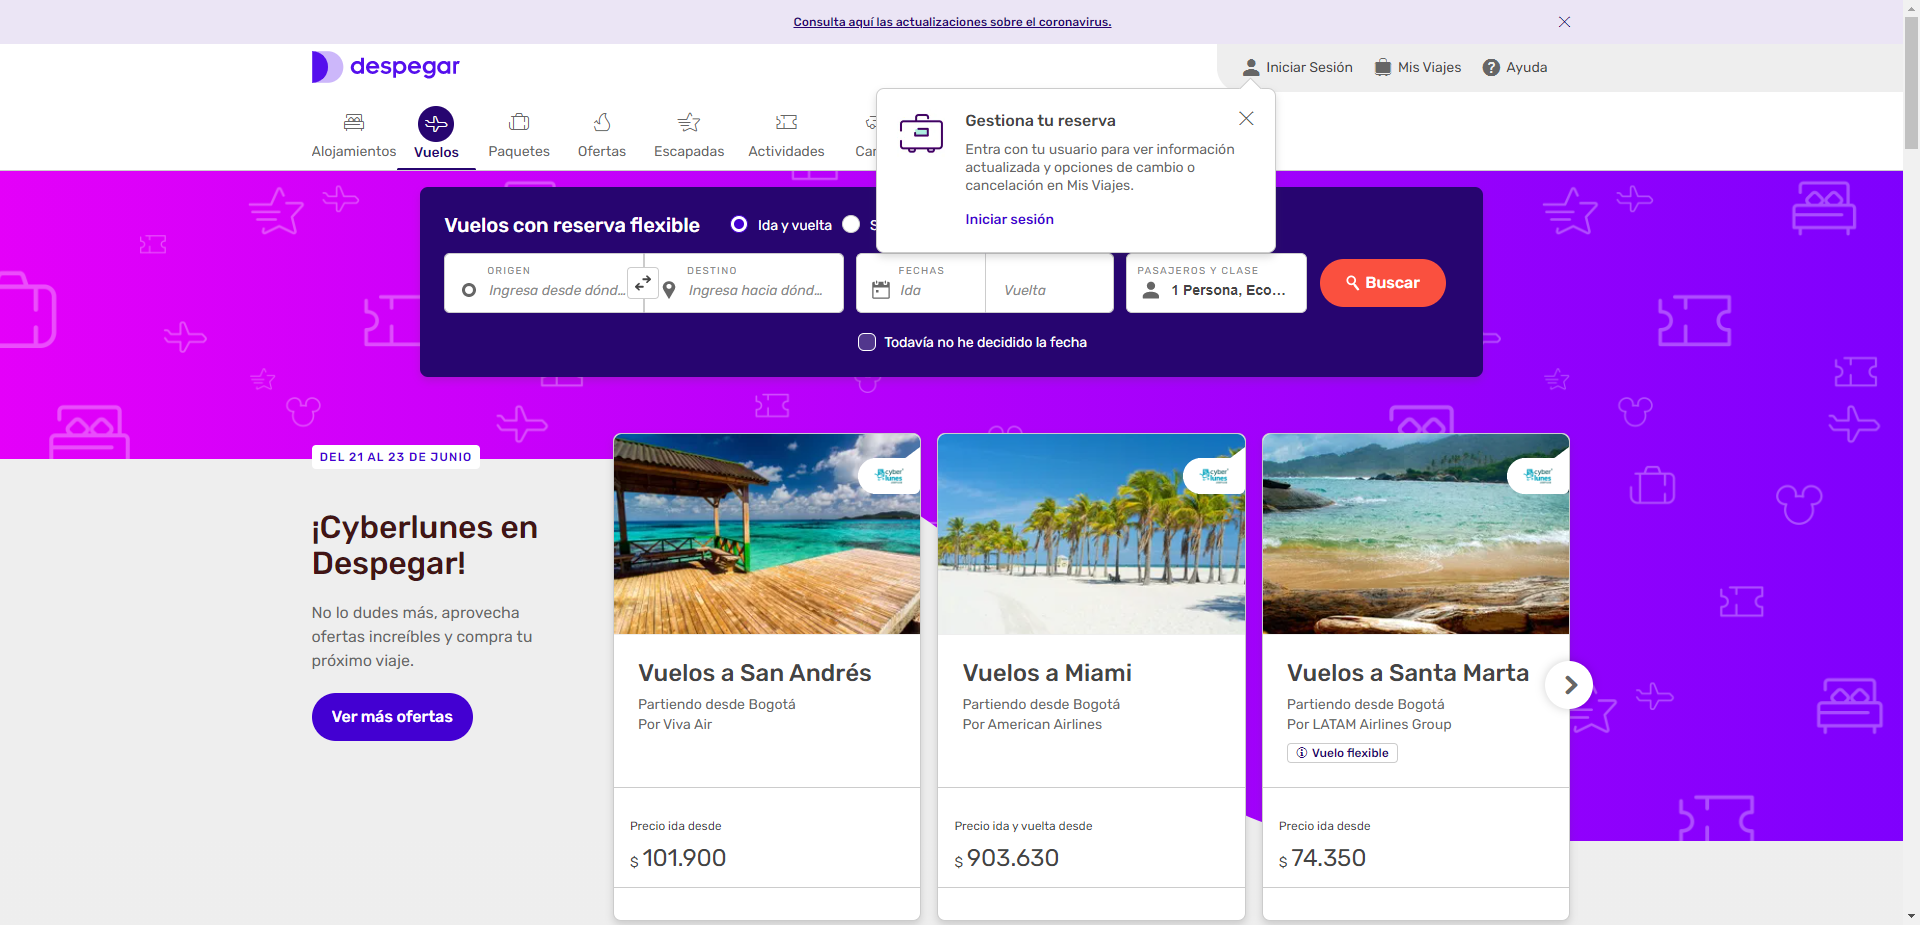 Consulta aquí las actualizaciones sobre el coronavirus.
despegar
Iniciar Sesión
Mis Viajes
Ayuda
Alojamientos
Vuelos
Paquetes
Ofertas
Escapadas
Actividades
Gestiona tu reserva
Entra con tu usuario para ver información
actualizada y opciones de cambio o
cancelación en Mis Viajes.
Iniciar sesión
Vuelos con reserva flexible
Ida y vuelta
ORIGEN
Ingresa desde dónd...
DESTINO
Ingresa hacia dónd...
FECHAS
Ida
Vuelta
PASAJEROS Y CLASE
1 Persona, Eco...
Buscar
Todavía no he decidido la fecha
DEL 21 AL 23 DE JUNIO
¡Cyberlunes en
Despegar!
No lo dudes más, aprovecha
ofertas increíbles y compra tu
próximo viaje.
Ver más ofertas
cyber
lunes
Vuelos a San Andrés
Partiendo desde Bogotá
Por Viva Air
Precio ida desde
$ 101.900
cyber
lunes
Vuelos a Miami
Partiendo desde Bogotá
Por American Airlines
Precio ida y vuelta desde
$ 903.630
cyber
lunes
Vuelos a Santa Marta
Partiendo desde Bogotá
Por LATAM Airlines Group
Vuelo flexible
Precio ida desde
$ 74.350